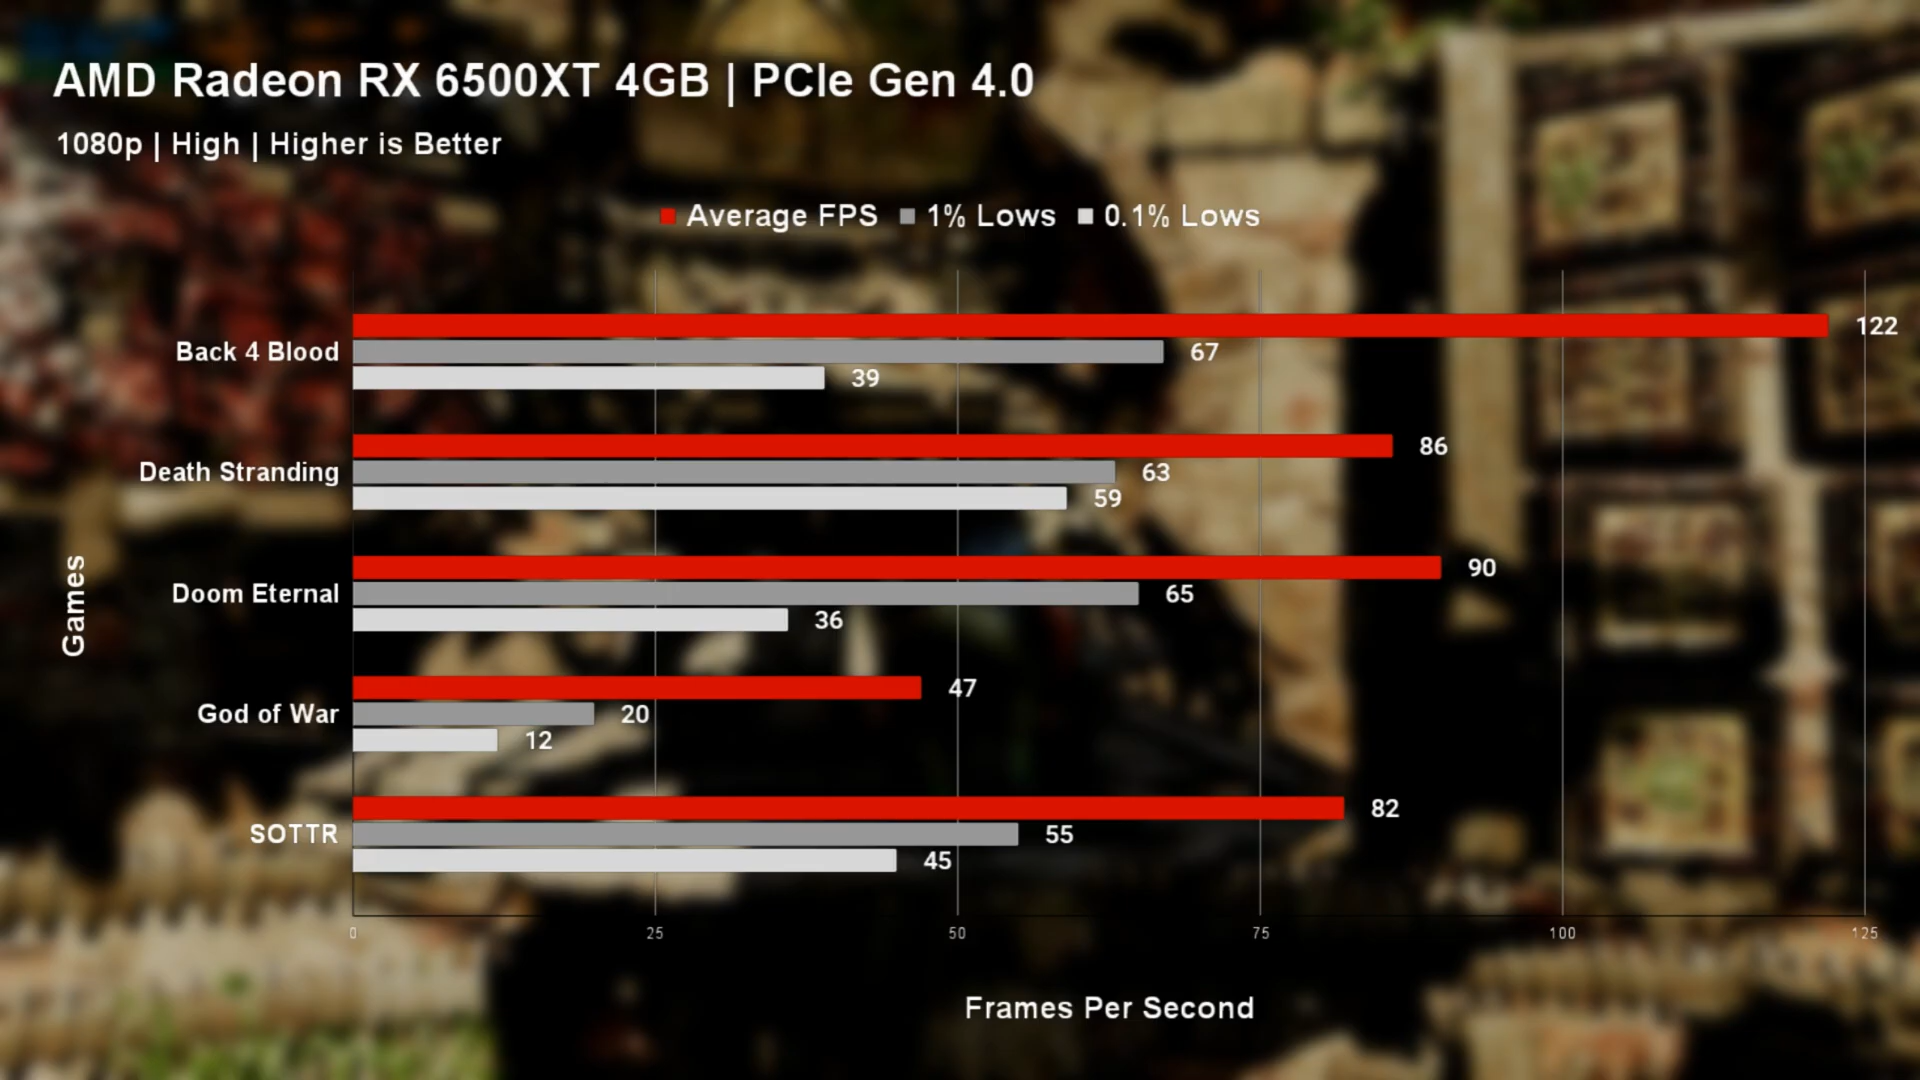 AMD Radeon RX 6500XT 4GB | PCIe Gen 4.0
1080p | High | Higher is Better
Average FPS 1% Lows 0.1% Lows
Back 4 Blood
122
67
39
Death Stranding
86
63
59
Doom Eternal
90
65
36
God of War
47
20
12
SOTTR
82
55
45
Games
0 25 50 75 100 125
Frames Per Second